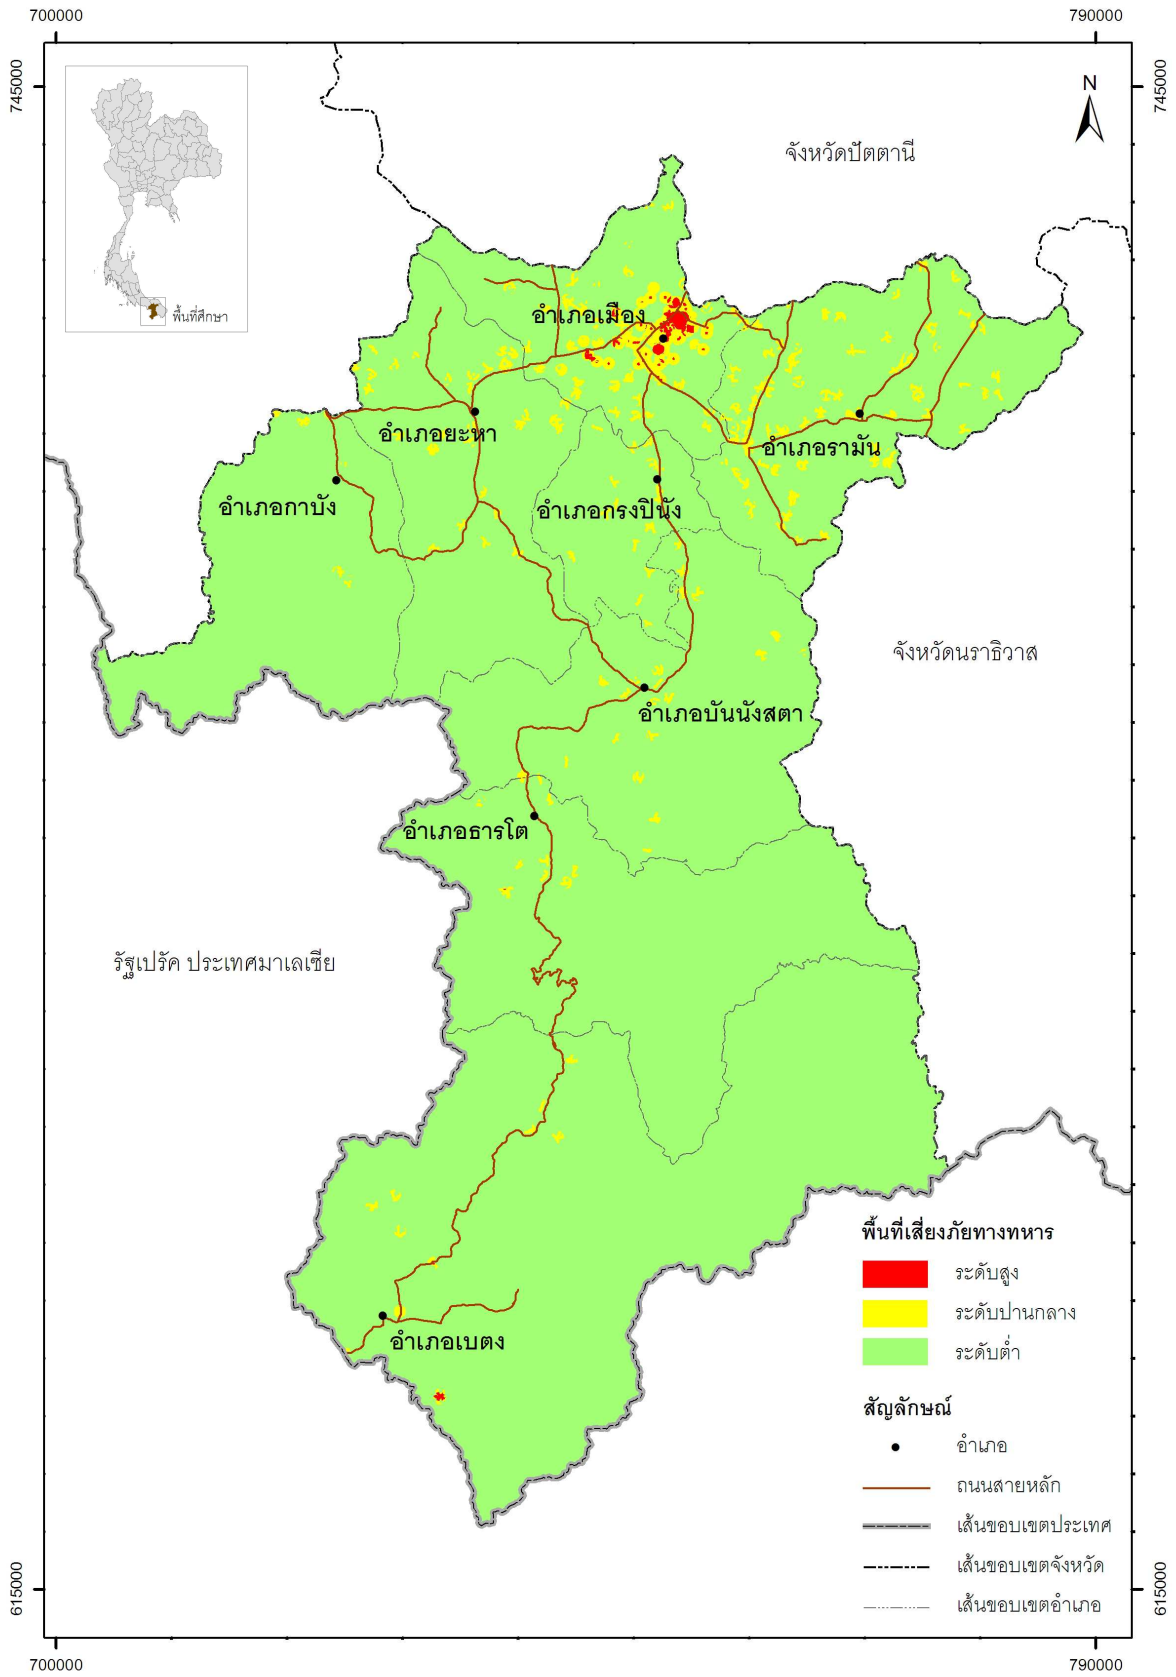 700000
790000
745000
745000
N
จังหวัดปัตตานี
พื้นที่ศึกษา
อำเภอเมือง
อำเภอยะหา
อำเภอรามัน
อำเภอกาบัง
อำเภอกรงปินัง
จังหวัดนราธิวาส
อำเภอบันนังสตา
อำเภอธารโต
รัฐเปรัค ประเทศมาเลเซีย
พื้นที่เสี่ยงภัยทางทหาร
ระดับสูง
ระดับปานกลาง
ระดับต่ำ
อำเภอเบตง
สัญลักษณ์
อำเภอ
ถนนสายหลัก
เส้นขอบเขตประเทศ
เส้นขอบเขตจังหวัด
เส้นขอบเขตอำเภอ
615000
615000
700000
790000